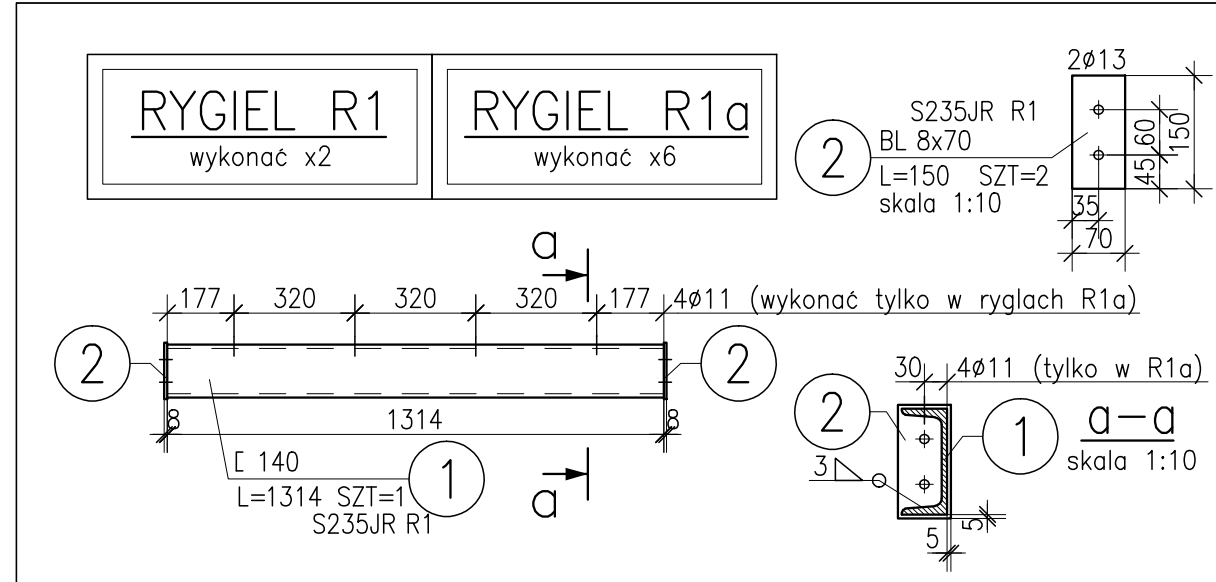 RYGIEL R1
wykonać x2
RYGIEL R1a
wykonać x6
2ø13
S235JR R1
2
BL 8x70
L=150 SZT=2
skala 1:10
60
45
150
35
70
a
177 320 320 320 177 4ø11 (wykonać tylko w ryglach R1a)
2
2
8 1314 8
[ 140
1
L=1314 SZT=1
S235JR R1
a
30 4ø11 (tylko w R1a)
2
1
a-a
skala 1:10
3
5
5